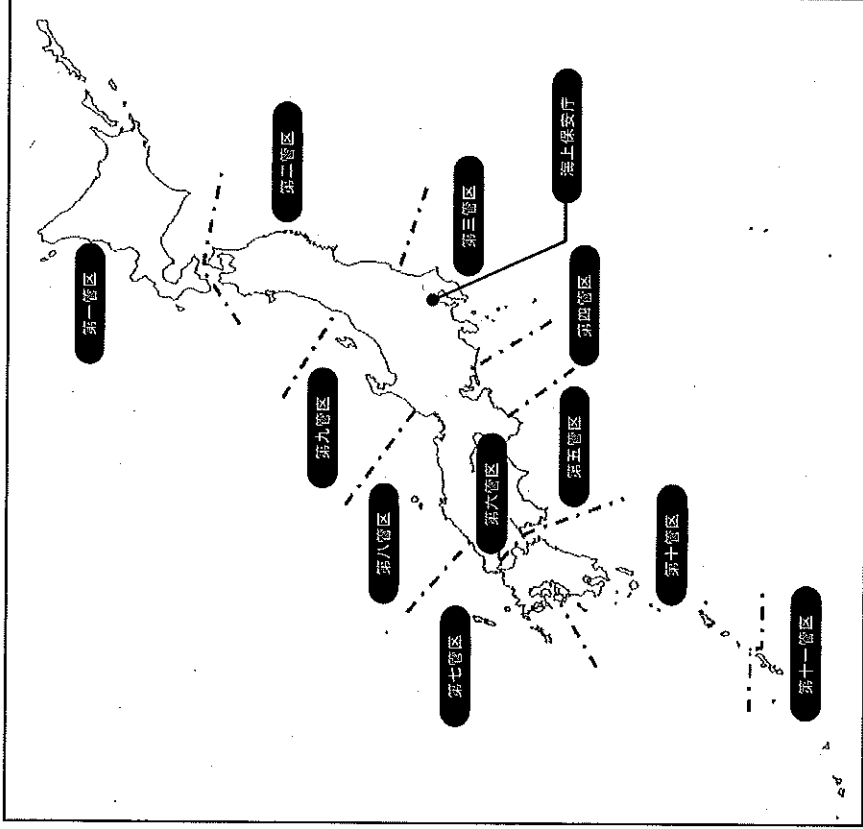 第一管区
第二管区
第三管区
海上保安庁
第四管区
第五管区
第六管区
第七管区
第八管区
第九管区
第十管区
第十一管区